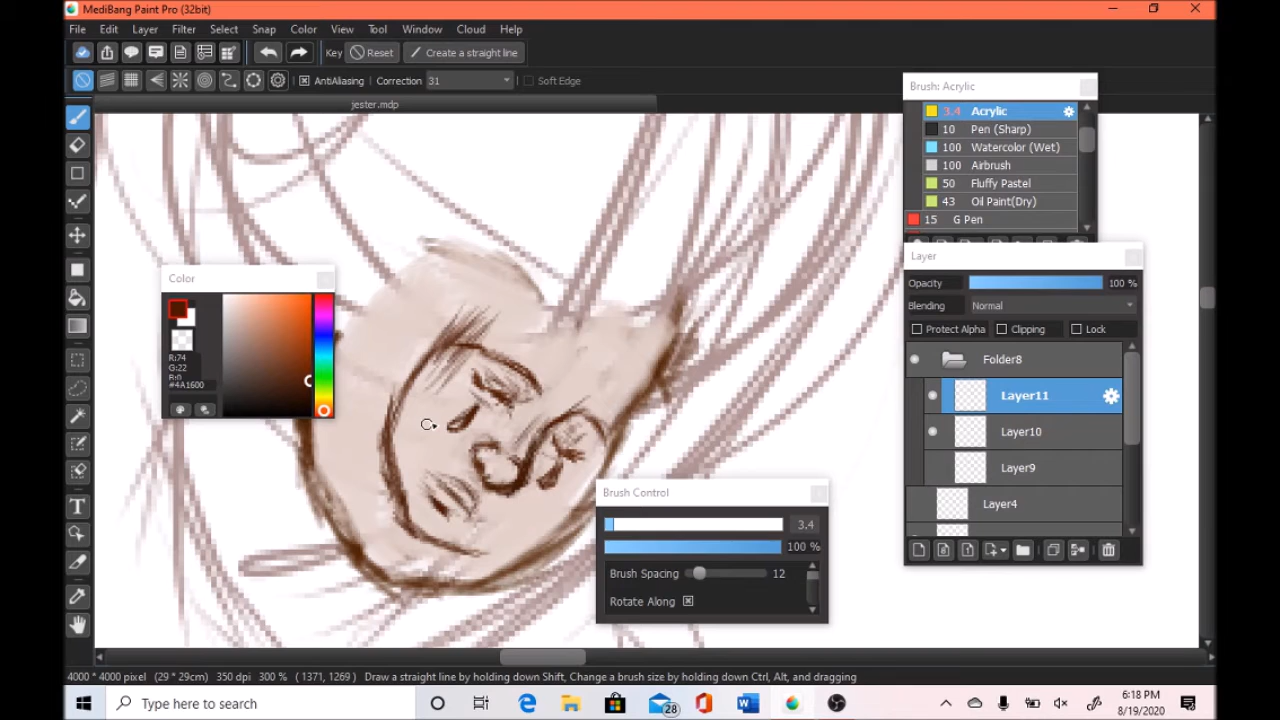 MediBang Paint Pro (32bit)
File Edit Layer Filter Select Snap Color View Tool Window Cloud Help
Key Reset Create a straight line
AntiAliasing Correction 31 Soft Edge
jester.mdp
Brush: Acrylic
3.4 Acrylic
10 Pen (Sharp)
100 Watercolor (Wet)
100 Airbrush
50 Fluffy Pastel
43 Oil Paint(Dry)
15 G Pen
Layer
Opacity 100 %
Blending Normal
Protect Alpha Clipping Lock
Folder8
Layer11
Layer10
Layer9
Layer4
Color
R:74
G:22
B:0
#4A1600
Brush Control
3.4
100 %
Brush Spacing 12
Rotate Along
T
4000 * 4000 pixel (29 * 29cm) 350 dpi 300 % ( 1371, 1269 ) Draw a straight line by holding down Shift, Change a brush size by holding down Ctrl, Alt, and dragging
Type here to search
28
W
6:18 PM
8/19/2020